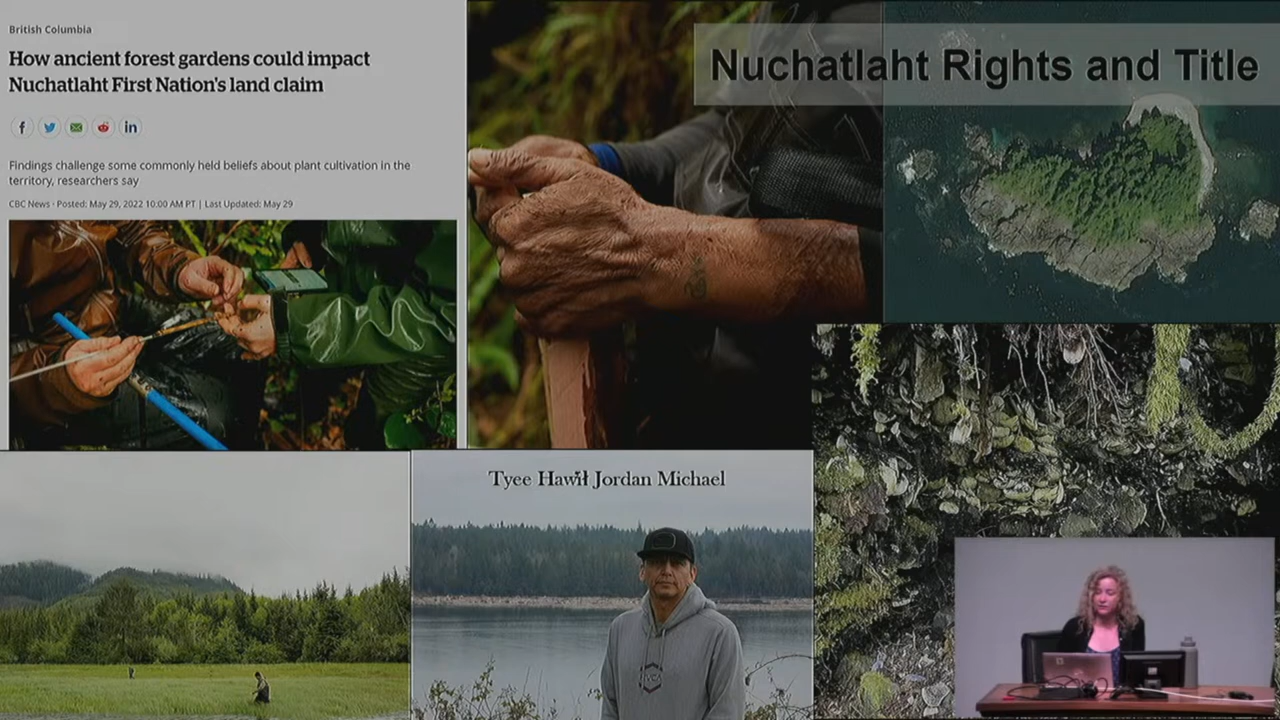 British Columbia
How ancient forest gardens could impact
Nuchatlaht First Nation's land claim
Findings challenge some commonly held beliefs about plant cultivation in the
territory, researchers say
CBC News · Posted: May 29, 2022 10:00 AM PT | Last Updated: May 29
Nuchatlaht Rights and Title
Tyee Haw̓ił Jordan Michael